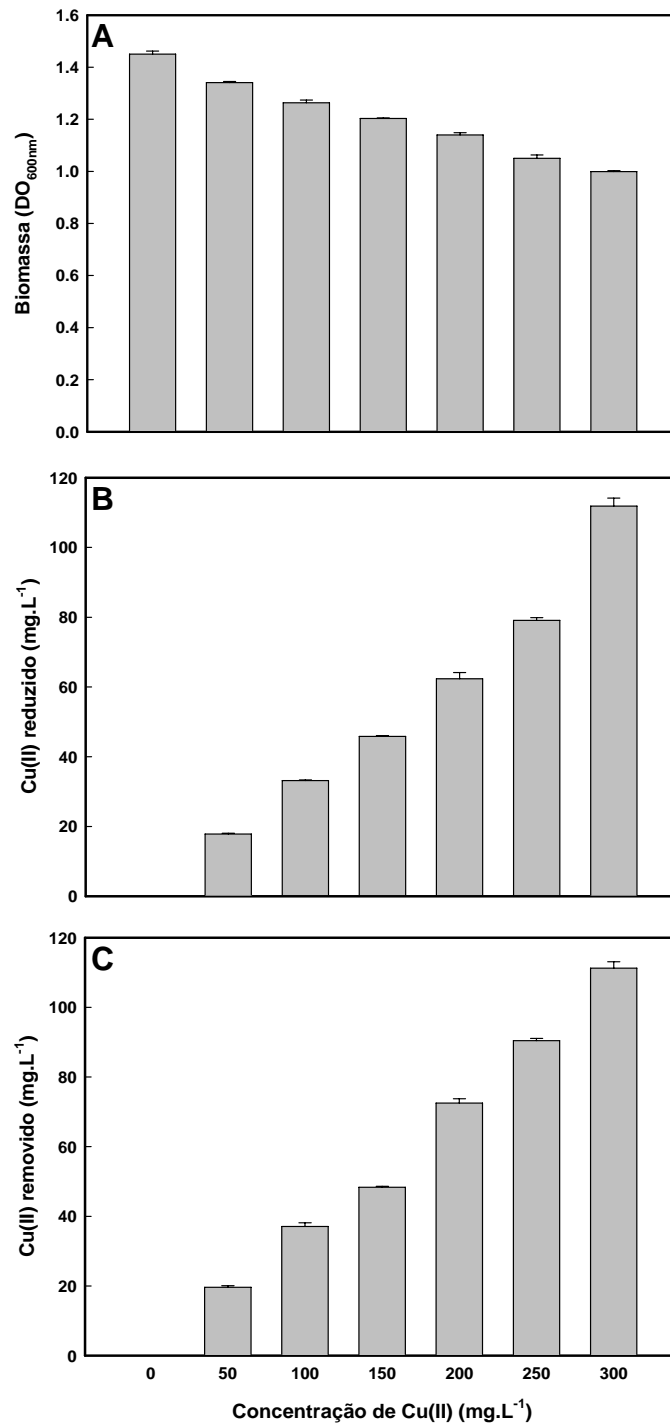 A
Biomassa (DO600nm)
1.6
1.4
1.2
1.0
0.8
0.6
0.4
0.2
0.0
B
Cu(II) reduzido (mg.L-1)
120
100
80
60
40
20
0
C
Cu(II) removido (mg.L-1)
120
100
80
60
40
20
0
0 50 100 150 200 250 300
Concentração de Cu(II) (mg.L-1)